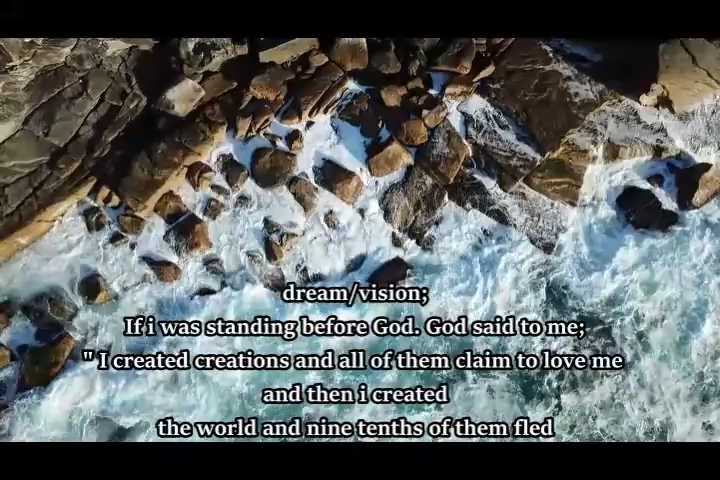 dream/vision;
If i was standing before God. God said to me;
" I created creations and all of them claim to love me
and then i created
the world and nine tenths of them fled